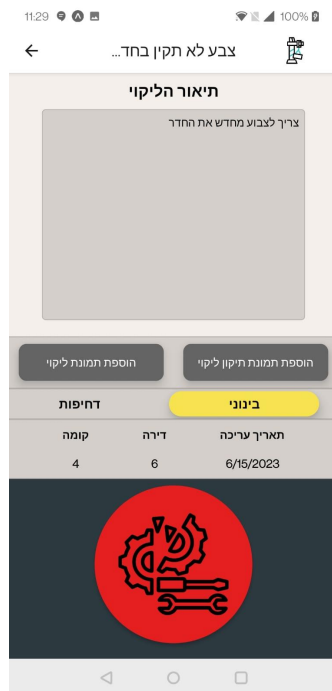 11:29 100%
צבע לא תקין בחד...
תיאור הליקוי
צריך לצבוע מחדש את החדר
הוספת תמונת תיקון ליקוי
הוספת תמונת ליקוי
בינוני
דחיפות
תאריך עריכה דירה קומה
6/15/2023 6 4